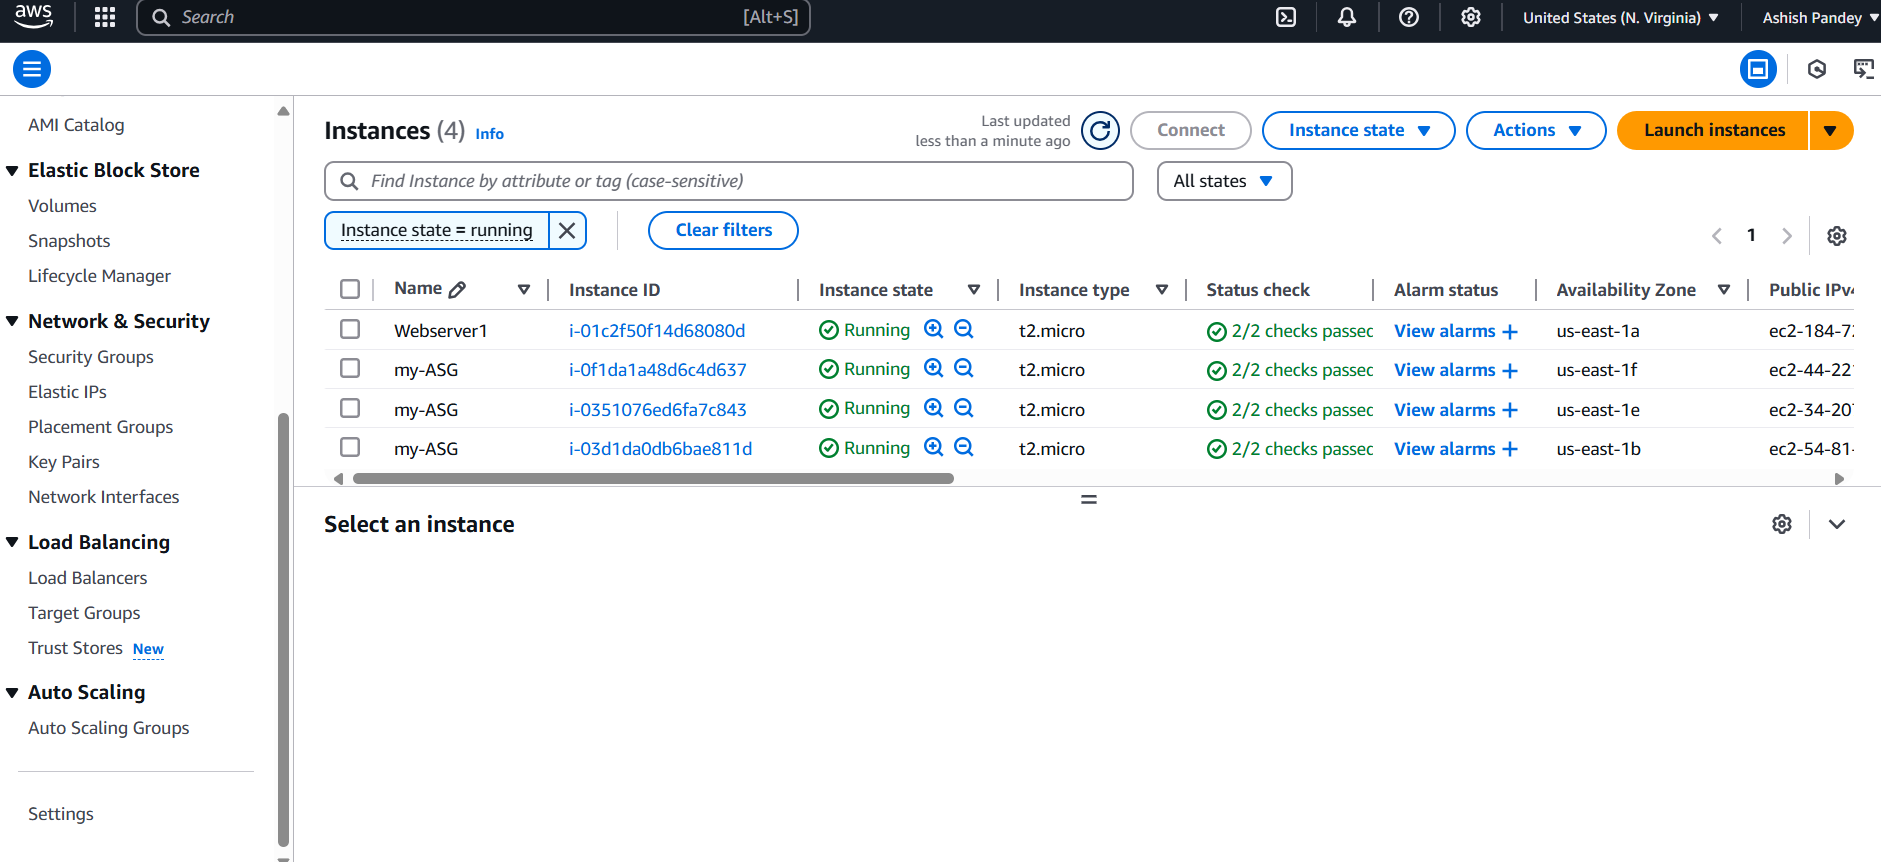 aws
Search [Alt+S] United States (N. Virginia) Ashish Pandey
AMI Catalog
Elastic Block Store
Volumes
Snapshots
Lifecycle Manager
Network & Security
Security Groups
Elastic IPs
Placement Groups
Key Pairs
Network Interfaces
Load Balancing
Load Balancers
Target Groups
Trust Stores New
Auto Scaling
Auto Scaling Groups
Settings
Instances (4) Info
Last updated
less than a minute ago
Connect Instance state Actions Launch instances
Find Instance by attribute or tag (case-sensitive) All states
Instance state = running Clear filters
1
Name Instance ID Instance state Instance type Status check Alarm status Availability Zone Public IPv4
Webserver1 i-01c2f50f14d68080d Running t2.micro 2/2 checks passed View alarms + us-east-1a ec2-184-72
my-ASG i-0f1da1a48d6c4d637 Running t2.micro 2/2 checks passed View alarms + us-east-1f ec2-44-221
my-ASG i-0351076ed6fa7c843 Running t2.micro 2/2 checks passed View alarms + us-east-1e ec2-34-207
my-ASG i-03d1da0db6bae811d Running t2.micro 2/2 checks passed View alarms + us-east-1b ec2-54-81-
Select an instance